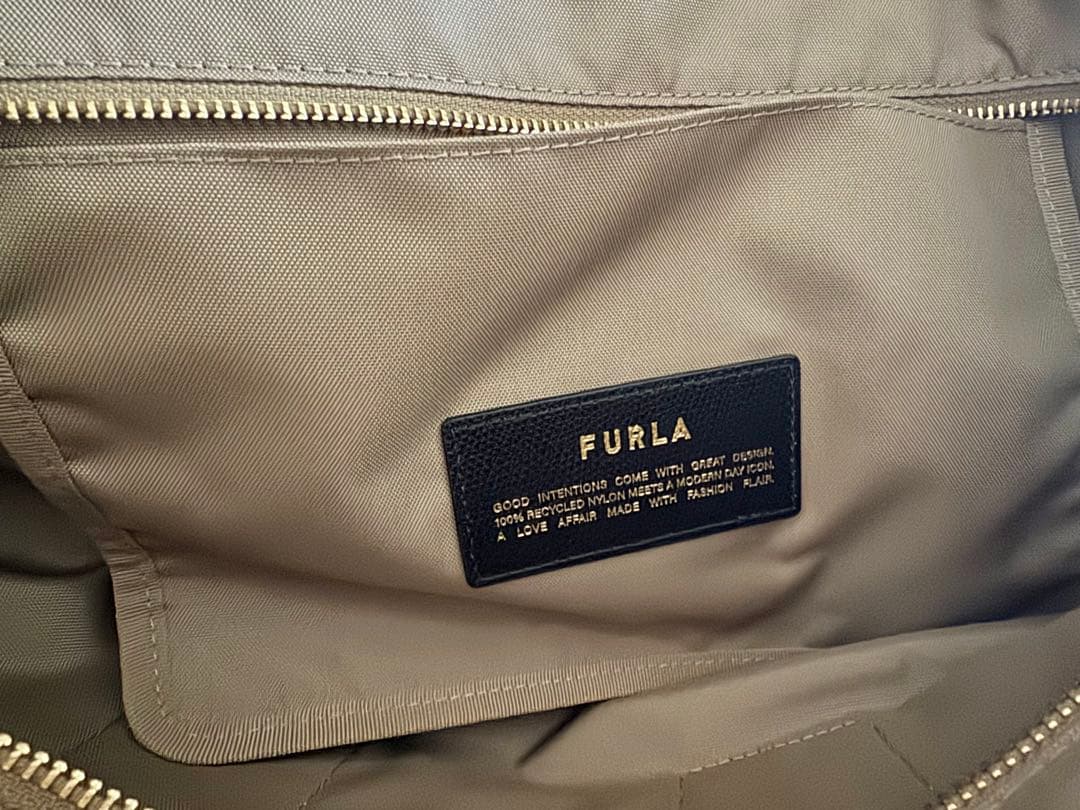 FURLA
GOOD INTENTIONS COME WITH GREAT DESIGN.
100% RECYCLED NYLON MEETS A MODERN DAY ICON.
A LOVE AFFAIR MADE WITH FASHION FLAIR.